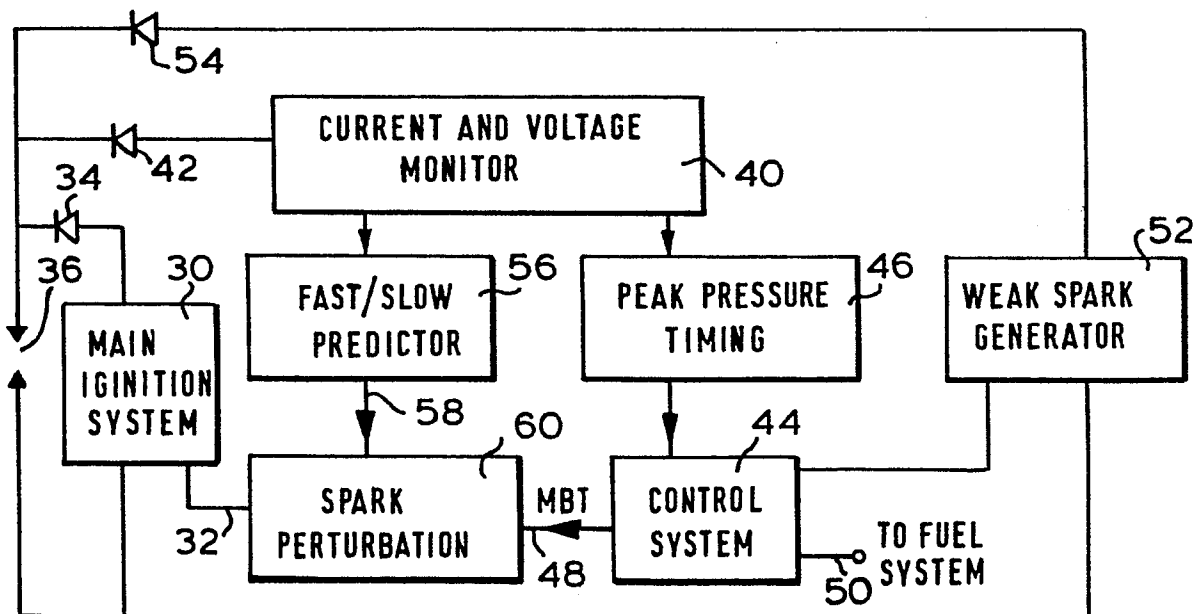 54
CURRENT AND VOLTAGE
MONITOR
40
42
34
36
30
MAIN
IGINITION
SYSTEM
FAST/SLOW
PREDICTOR
56
PEAK PRESSURE
TIMING
46
52
WEAK SPARK
GENERATOR
58
60
44
SPARK
PERTURBATION
32
MBT
48
CONTROL
SYSTEM
50
TO FUEL
SYSTEM